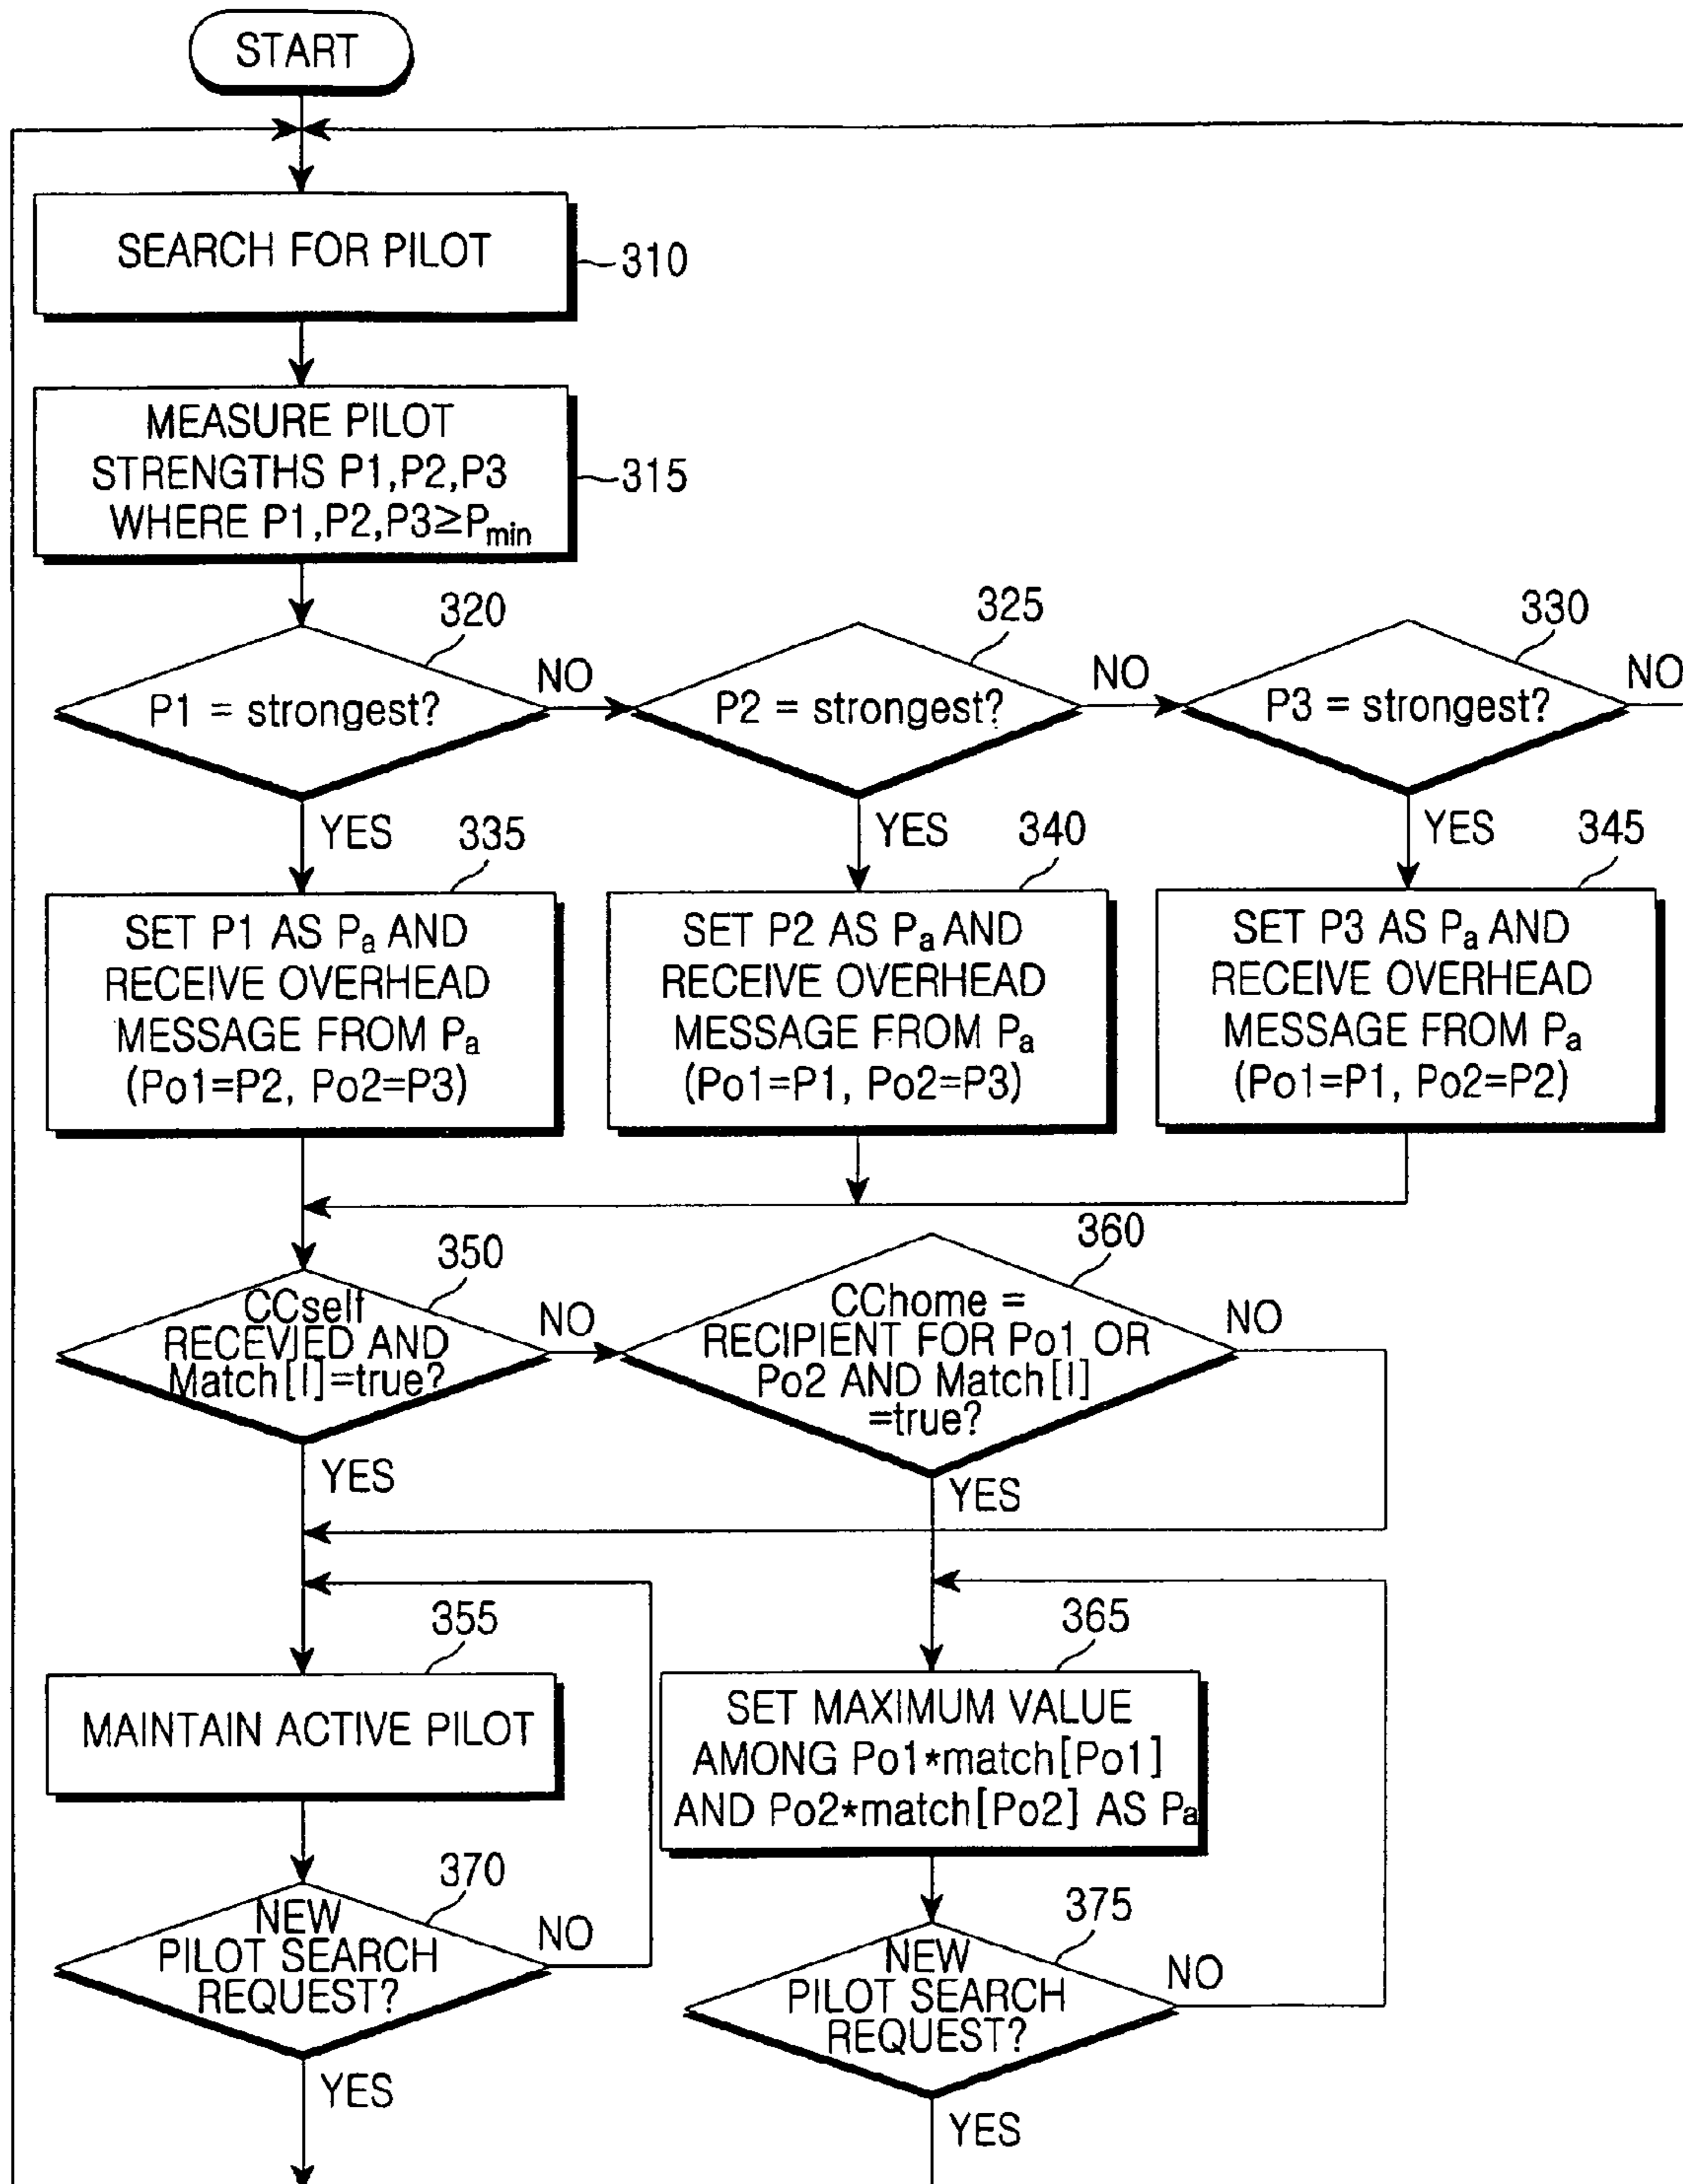 START
SEARCH FOR PILOT
310
MEASURE PILOT
STRENGTHS P1,P2,P3
WHERE P1,P2,P3≥Pmin
315
320
P1 = strongest?
NO
325
P2 = strongest?
NO
330
P3 = strongest?
NO
YES
335
YES
340
YES
345
SET P1 AS Pa AND
RECEIVE OVERHEAD
MESSAGE FROM Pa
(Po1=P2, Po2=P3)
SET P2 AS Pa AND
RECEIVE OVERHEAD
MESSAGE FROM Pa
(Po1=P1, Po2=P3)
SET P3 AS Pa AND
RECEIVE OVERHEAD
MESSAGE FROM Pa
(Po1=P1, Po2=P2)
350
CCself
RECEVIED AND
Match[I]=true?
NO
360
CChome =
RECIPIENT FOR Po1 OR
Po2 AND Match[I]
=true?
NO
YES
YES
355
MAINTAIN ACTIVE PILOT
365
SET MAXIMUM VALUE
AMONG Po1*match[Po1]
AND Po2*match[Po2] AS Pa
370
NEW
PILOT SEARCH
REQUEST?
NO
375
NEW
PILOT SEARCH
REQUEST?
NO
YES
YES